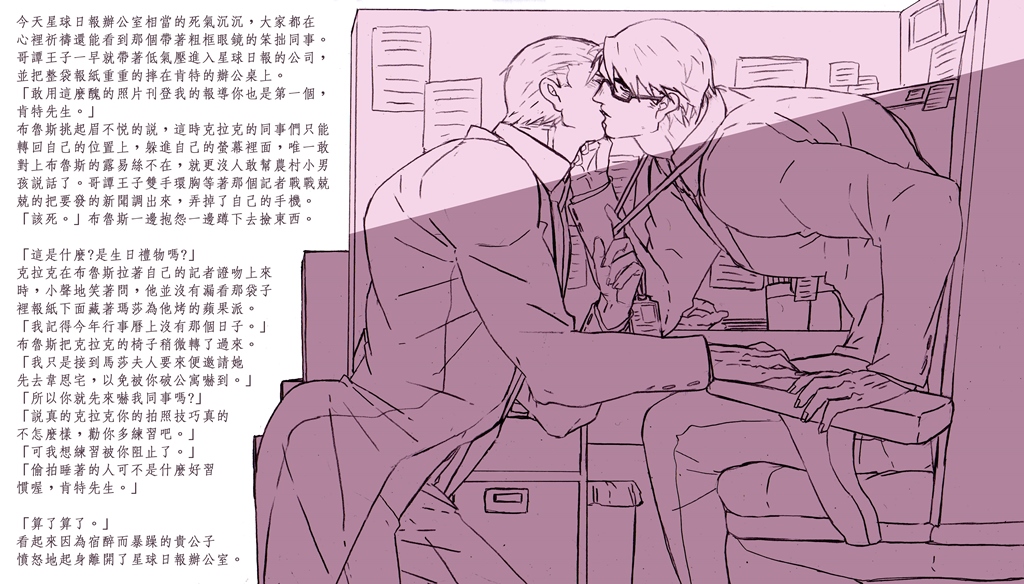 今天星球日報辦公室相當的死氣沉沉，大家都在
心裡祈禱還能看到那個帶著粗框眼鏡的笨拙同事。
哥譚王子一早就帶著低氣壓進入星球日報的公司，
並把整袋報紙重重的摔在肯特的辦公桌上。
「敢用這麼醜的照片刊登我的報導你也是第一個，
肯特先生。」
布魯斯挑起眉不悅的說，這時克拉克的同事們只能
轉回自己的位置上，躲進自己的螢幕裡面，唯一敢
對上布魯斯的露易絲不在，就更沒人敢幫農村小男
孩説話了。哥譚王子雙手環胸等著那個記者戰戰兢
兢的把要發的新聞調出來，弄掉了自己的手機。
「該死。」布魯斯一邊抱怨一邊蹲下去撿東西。
「這是什麼?是生日禮物嗎?」
克拉克在布魯斯拉著自己的記者證吻上來
時，小聲地笑著問，他並沒有漏看那袋子
裡報紙下面藏著瑪莎為他烤的蘋果派。
「我記得今年行事曆上沒有那個日子。」
布魯斯把克拉克的椅子稍微轉了過來。
「我只是接到馬莎夫人要來便邀請她
先去韋恩宅，以免被你破公寓嚇到。」
「所以你就先來嚇我同事嗎?」
「說真的克拉克你的拍照技巧真的
不怎麼樣，勸你多練習吧。」
「可我想練習被你阻止了。」
「偷拍睡著的人可不是什麼好習
慣喔，肯特先生。」
「算了算了。」
看起來因為宿醉而暴躁的貴公子
憤怒地起身離開了星球日報辦公室。